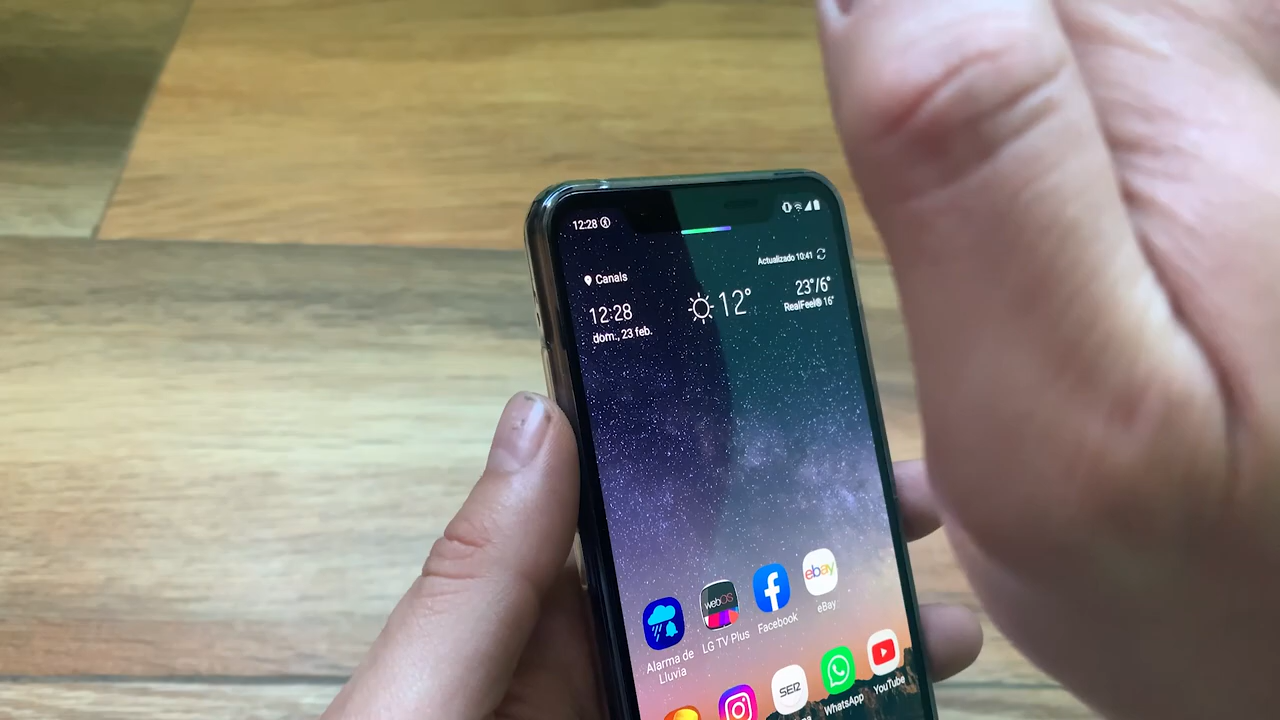 12:28
Actualizado 10:41
Canals
12:28
12°
23°/6°
dom., 23 feb.
RealFeel® 16°
webOS
ebay
Alarma de
Lluvia
LG TV Plus
Facebook
eBay
SER
WhatsApp
YouTube